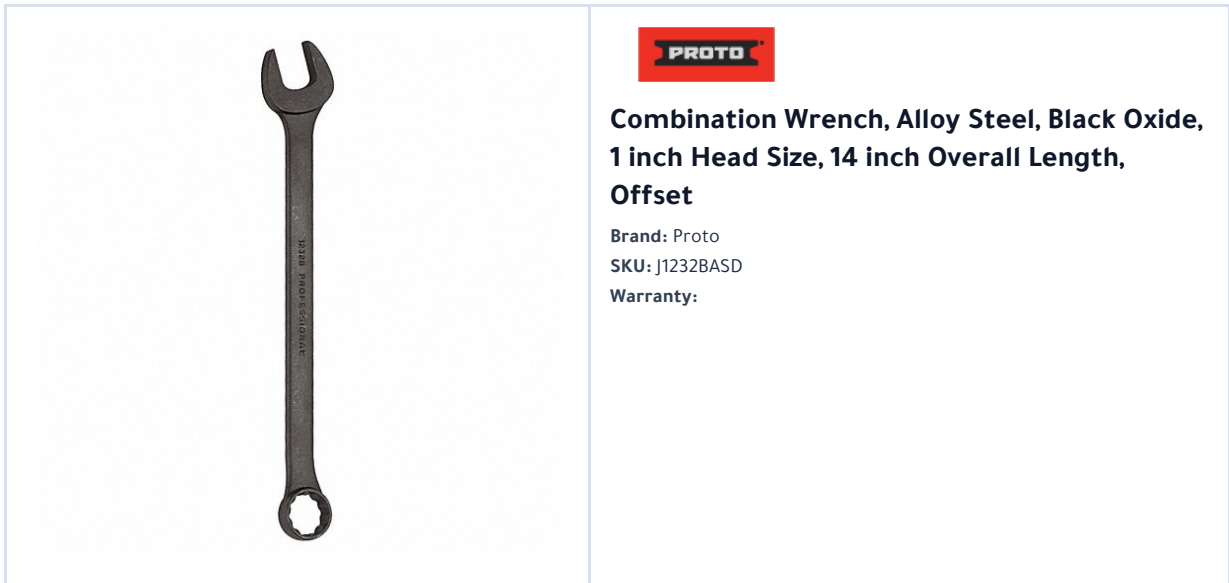 PROTO
Combination Wrench, Alloy Steel, Black Oxide,
1 inch Head Size, 14 inch Overall Length,
Offset
Brand: Proto
SKU: J1232BASD
Warranty:
1232B PROFESSIONAL